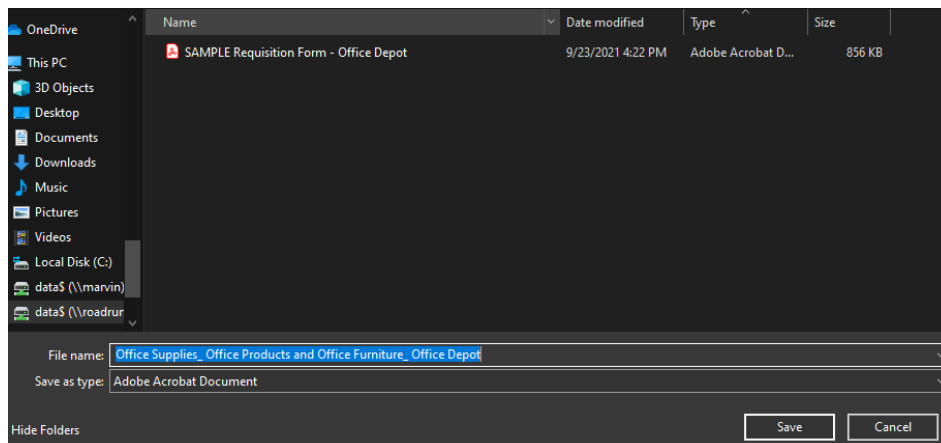 OneDrive
This PC
3D Objects
Desktop
Documents
Downloads
Music
Pictures
Videos
Local Disk (C:)
data$ (\\marvin)
data$ (\\roadrur
Name Date modified Type Size
SAMPLE Requisition Form - Office Depot 9/23/2021 4:22 PM Adobe Acrobat D... 856 KB
File name: Office Supplies_ Office Products and Office Furniture_ Office Depot
Save as type: Adobe Acrobat Document
Hide Folders Save Cancel